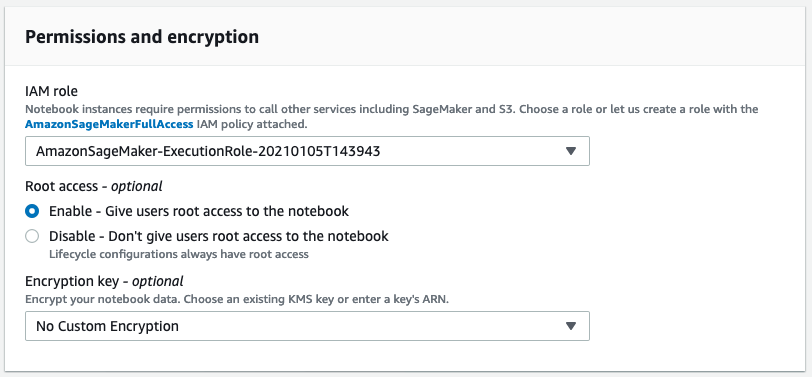 Permissions and encryption
IAM role
Notebook instances require permissions to call other services including SageMaker and S3. Choose a role or let us create a role with the
AmazonSageMakerFullAccess IAM policy attached.
AmazonSageMaker-ExecutionRole-20210105T143943
Root access - optional
Enable - Give users root access to the notebook
Disable - Don't give users root access to the notebook
Lifecycle configurations always have root access
Encryption key - optional
Encrypt your notebook data. Choose an existing KMS key or enter a key's ARN.
No Custom Encryption